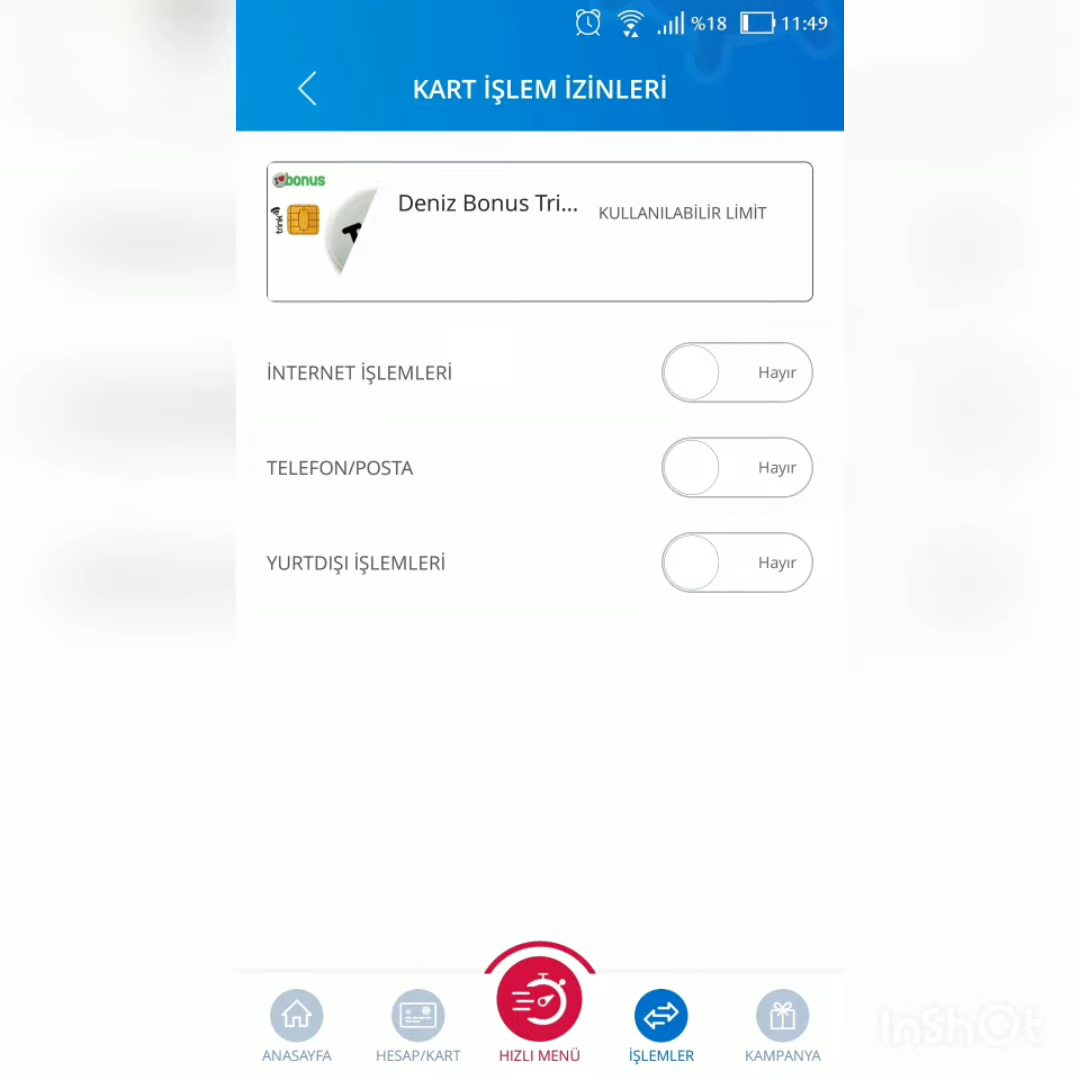 %18 11:49
KART İŞLEM İZİNLERİ
bonus
trink
Deniz Bonus Tri...
KULLANILABİLİR LİMİT
İNTERNET İŞLEMLERİ Hayır
TELEFON/POSTA Hayır
YURTDIŞI İŞLEMLERİ Hayır
ANASAYFA HESAP/KART HIZLI MENÜ İŞLEMLER KAMPANYA
InShOt